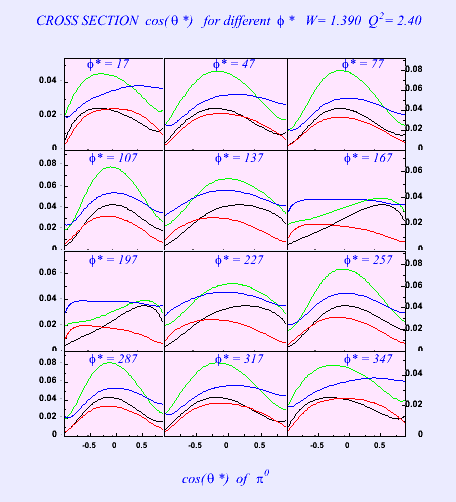 CROSS SECTION cos(θ*) for different ϕ* W= 1.390 Q² = 2.40
ϕ* = 17 ϕ* = 47 ϕ* = 77
0.04 0.02 0
0.08 0.06 0.04 0.02 0
ϕ* = 107 ϕ* = 137 ϕ* = 167
0.08 0.06 0.04 0.02 0
0.06 0.04 0.02 0
ϕ* = 197 ϕ* = 227 ϕ* = 257
0.06 0.04 0.02 0
0.08 0.06 0.04 0.02 0
ϕ* = 287 ϕ* = 317 ϕ* = 347
0.08 0.06 0.04 0.02 0
0.04 0.02 0
-0.5 0 0.5 -0.5 0 0.5 -0.5 0 0.5
cos(θ*) of π⁰